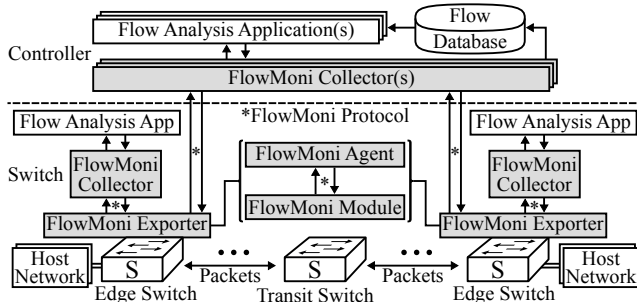 Flow Analysis Application(s)
Flow
Database
Controller
FlowMoni Collector(s)
*FlowMoni Protocol
Flow Analysis App
Flow Analysis App
*
*
FlowMoni Agent
Switch
FlowMoni
Collector
*
FlowMoni
Collector
FlowMoni Module
*
*
FlowMoni Exporter
FlowMoni Exporter
Host
Network
S
Packets
S
Packets
S
Host
Network
Edge Switch
Transit Switch
Edge Switch